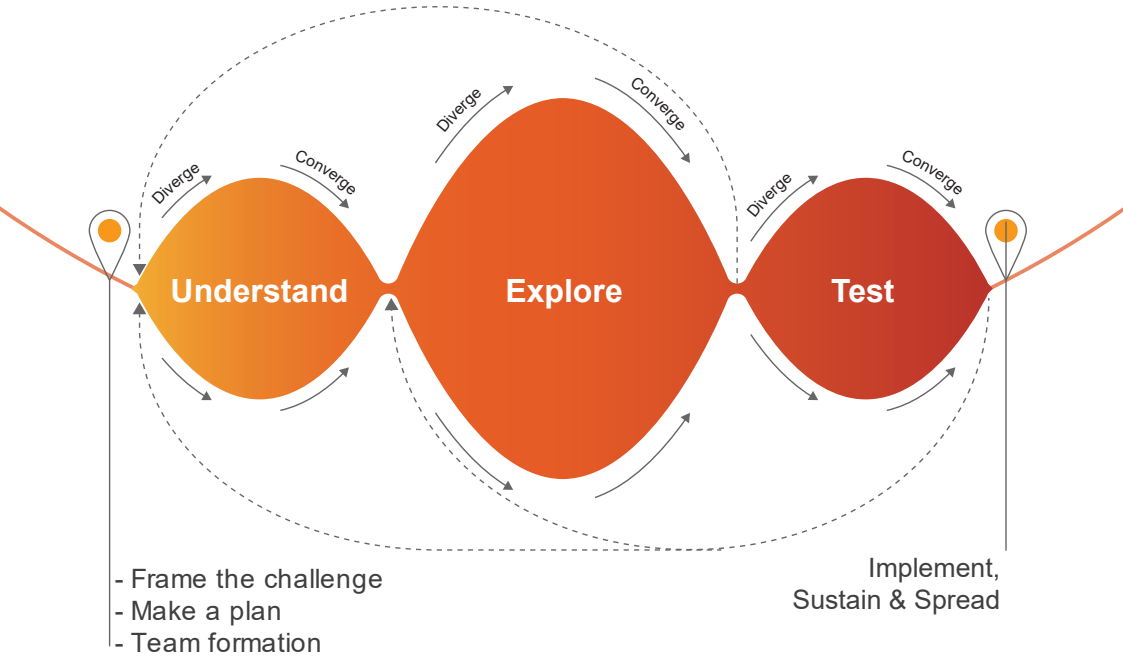 Diverge
Converge
Diverge
Converge
Diverge
Converge
Understand
Explore
Test
- Frame the challenge
- Make a plan
- Team formation
Implement,
Sustain & Spread